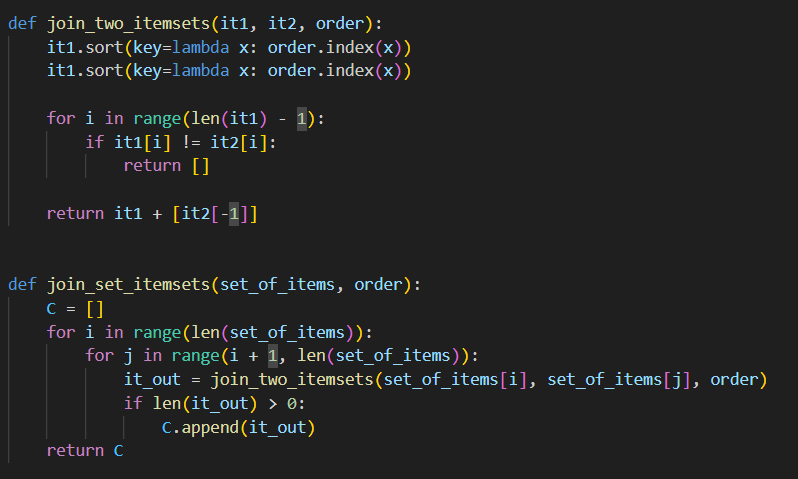 def join_two_itemsets(it1, it2, order):
    it1.sort(key=lambda x: order.index(x))
    it1.sort(key=lambda x: order.index(x))

    for i in range(len(it1) - 1):
        if it1[i] != it2[i]:
            return []

    return it1 + [it2[-1]]


def join_set_itemsets(set_of_items, order):
    C = []
    for i in range(len(set_of_items)):
        for j in range(i + 1, len(set_of_items)):
            it_out = join_two_itemsets(set_of_items[i], set_of_items[j], order)
            if len(it_out) > 0:
                C.append(it_out)
    return C